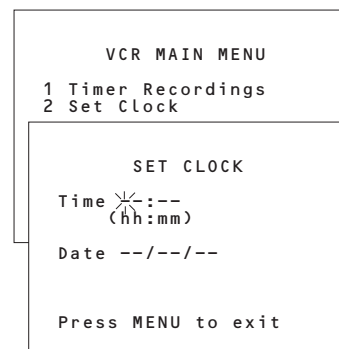 VCR MAIN MENU
1 Timer Recordings
2 Set Clock
SET CLOCK
Time --:--
(hh:mm)
Date --/--/--
Press MENU to exit